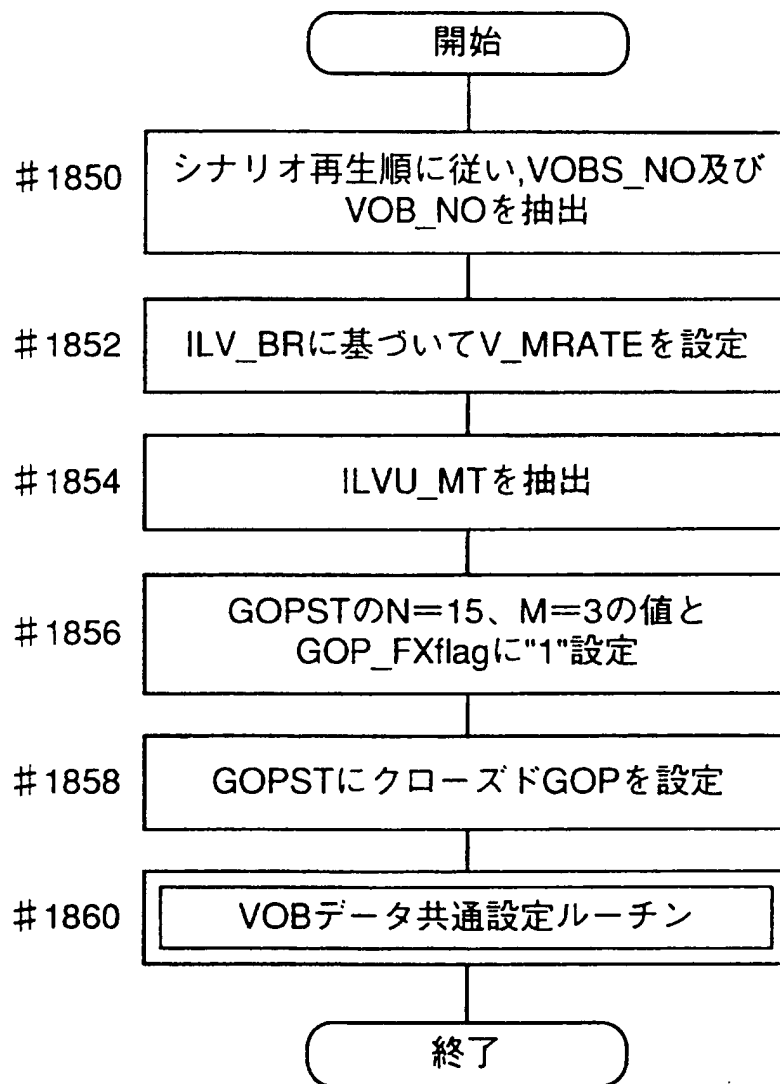 開始
#1850
シナリオ再生順に従い,VOBS_NO及び
VOB_NOを抽出
#1852
ILV_BRに基づいてV_MRATEを設定
#1854
ILVU_MTを抽出
#1856
GOPSTのN=15、M=3の値と
GOP_FXflagに"1"設定
#1858
GOPSTにクローズドGOPを設定
#1860
VOBデータ共通設定ルーチン
終了